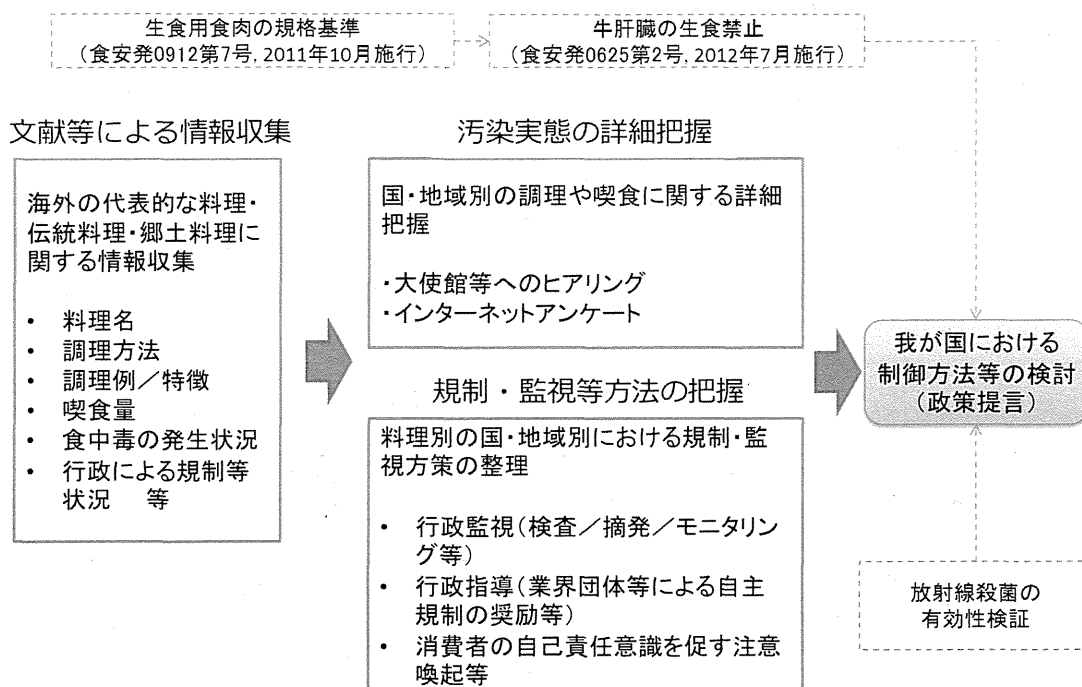 生食用食肉の規格基準
(食安発0912第7号, 2011年10月施行)
牛肝臓の生食禁止
(食安発0625第2号, 2012年7月施行)
文献等による情報収集
海外の代表的な料理・
伝統料理・郷土料理に
関する情報収集
• 料理名
• 調理方法
• 調理例／特徴
• 喫食量
• 食中毒の発生状況
• 行政による規制等
状況 等
汚染実態の詳細把握
国・地域別の調理や喫食に関する詳細
把握
・大使館等へのヒアリング
・インターネットアンケート
規制・監視等方法の把握
料理別の国・地域別における規制・監
視方策の整理
• 行政監視(検査／摘発／モニタリン
グ等)
• 行政指導(業界団体等による自主
規制の奨励等)
• 消費者の自己責任意識を促す注意
喚起等
我が国における
制御方法等の検討
(政策提言)
放射線殺菌の
有効性検証